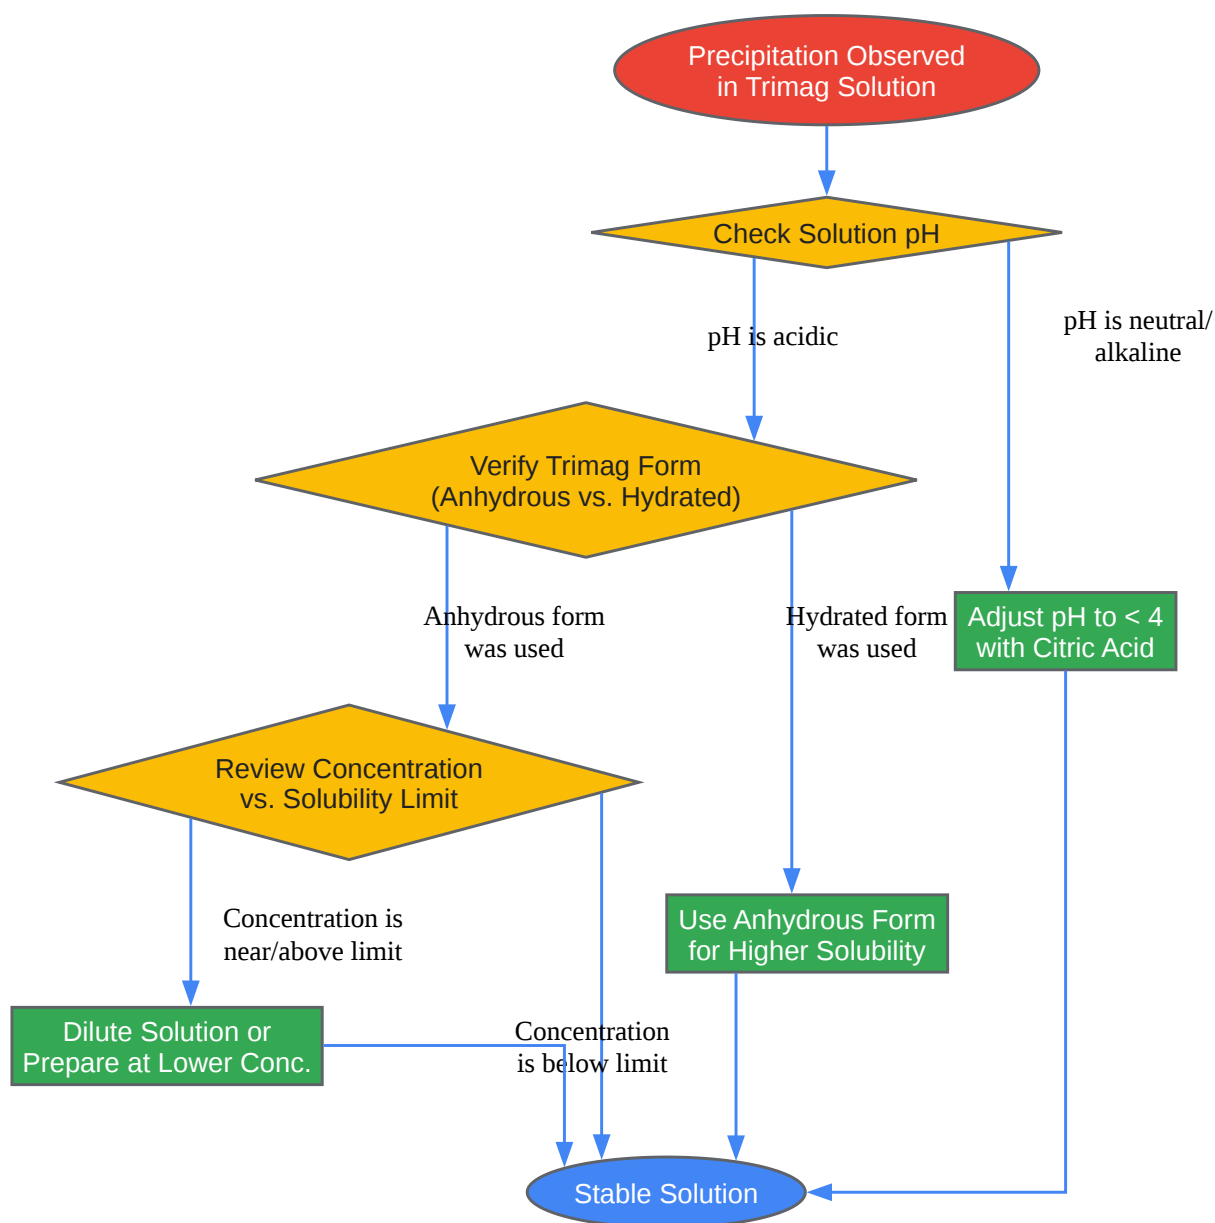 Precipitation Observed
in Trimag Solution
Check Solution pH
pH is acidic
pH is neutral/
alkaline
Verify Trimag Form
(Anhydrous vs. Hydrated)
Anhydrous form
was used
Hydrated form
was used
Adjust pH to < 4
with Citric Acid
Review Concentration
vs. Solubility Limit
Concentration is
near/above limit
Use Anhydrous Form
for Higher Solubility
Dilute Solution or
Prepare at Lower Conc.
Concentration
is below limit
Stable Solution